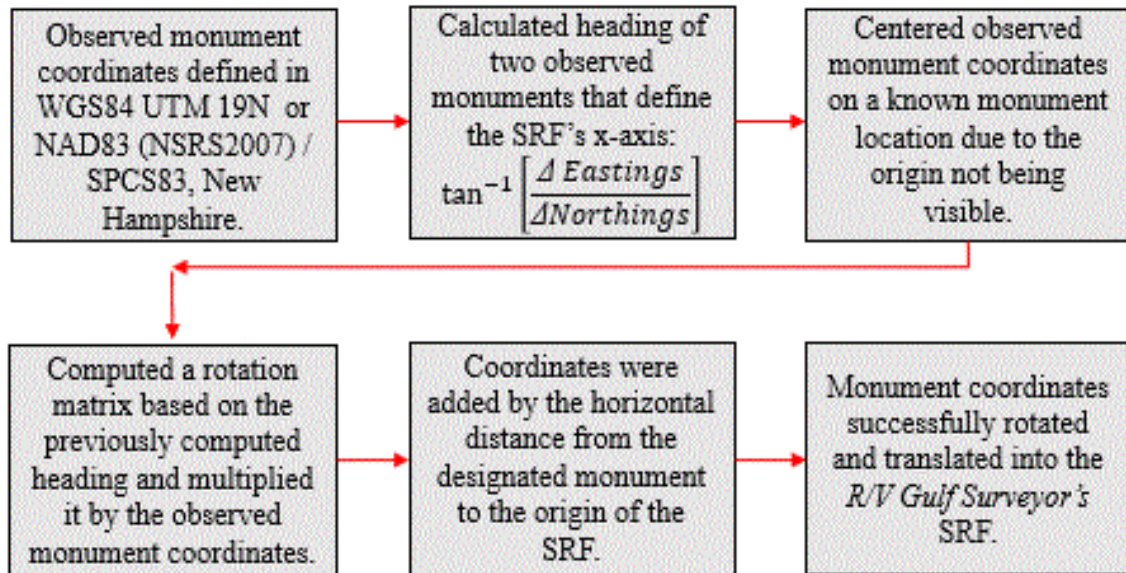 Observed monument
coordinates defined in
WGS84 UTM 19N or
NAD83 (NSRS2007) /
SPCS83, New
Hampshire.
Calculated heading of
two observed
monuments that define
the SRF's x-axis:
tan⁻¹ [Δ Eastings / ΔNorthings]
Centered observed
monument coordinates
on a known monument
location due to the
origin not being
visible.
Computed a rotation
matrix based on the
previously computed
heading and multiplied
it by the observed
monument coordinates.
Coordinates were
added by the horizontal
distance from the
designated monument
to the origin of the
SRF.
Monument coordinates
successfully rotated
and translated into the
R/V Gulf Surveyor's
SRF.